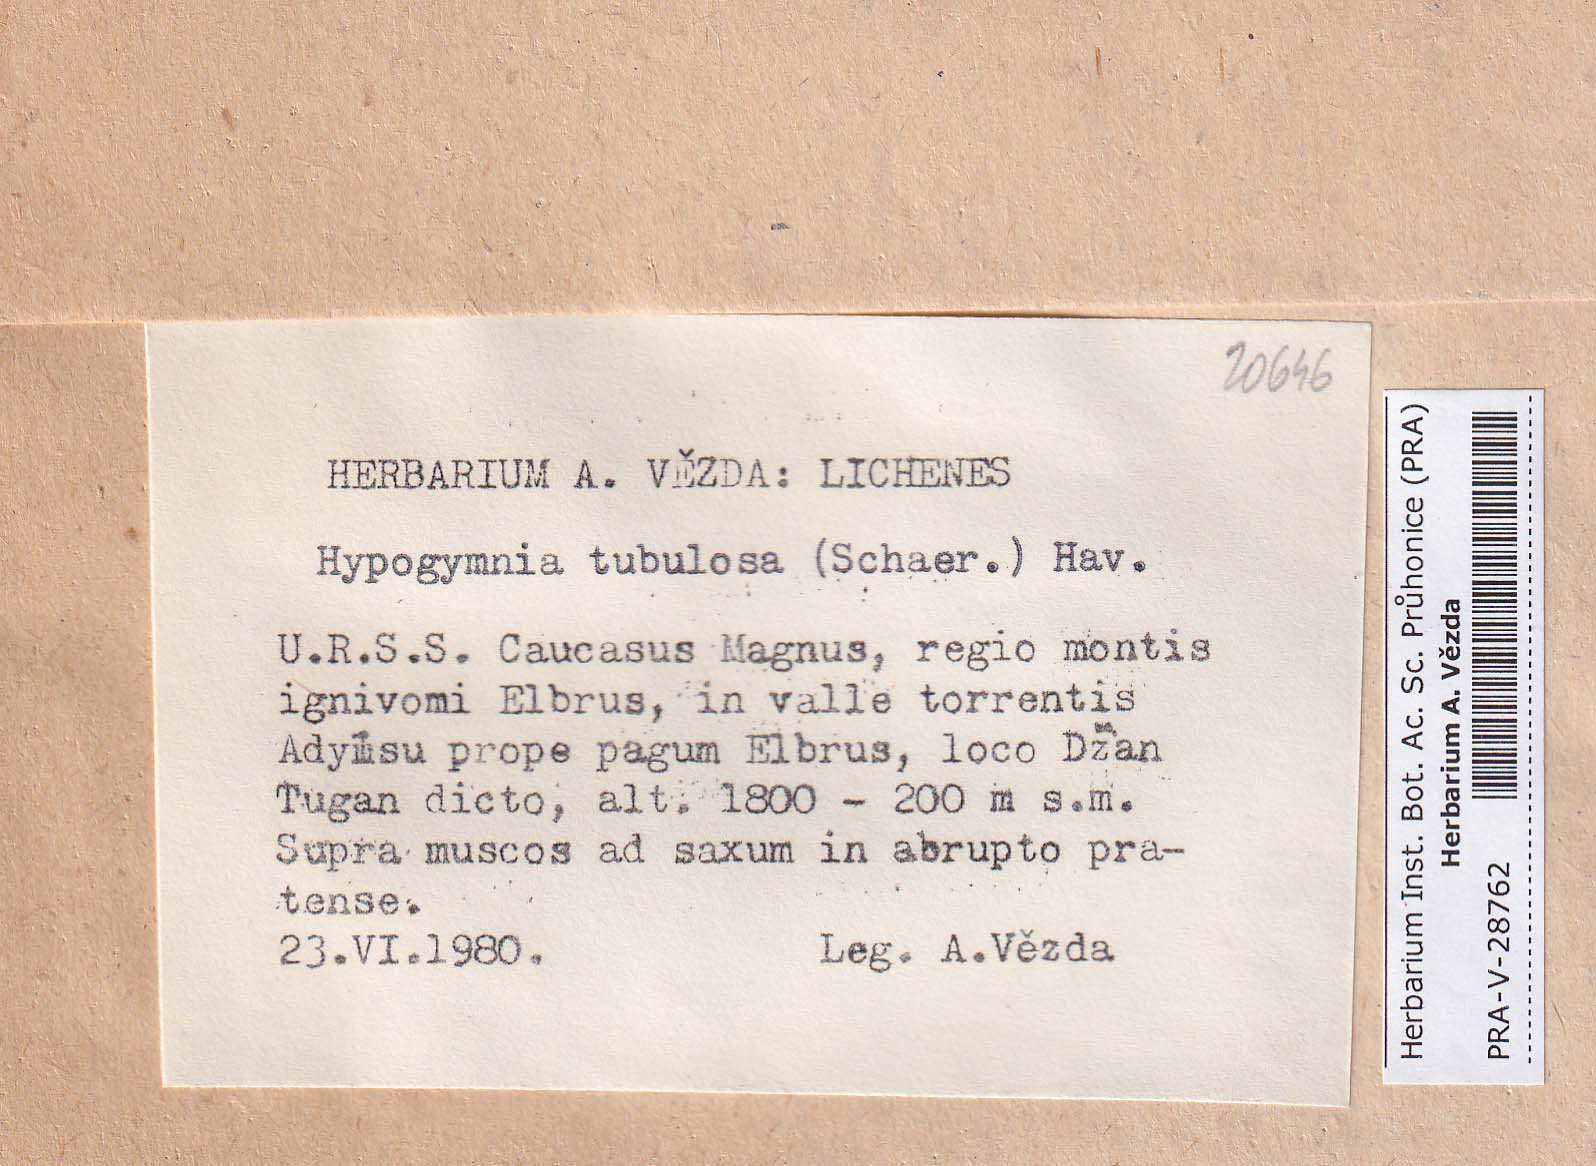 20646
HERBARIUM A. VĚZDA: LICHENES
Hypogymnia tubulosa (Schaer.) Hav.
U.R.S.S. Caucasus Magnus, regio montis
ignivomi Elbrus, in valle torrentis
prope pagum Elbrus, loco Džan
Tugan dicto, alt. 1800 - 200 m s.m.
Supra muscos ad saxum in abrupto pra-
tense.
23.VI.1980. Leg. A.Vězda
Herbarium Inst. Bot. Ac. Sc. Průhonice (PRA)
Herbarium A. Vězda
PRA-V-28762